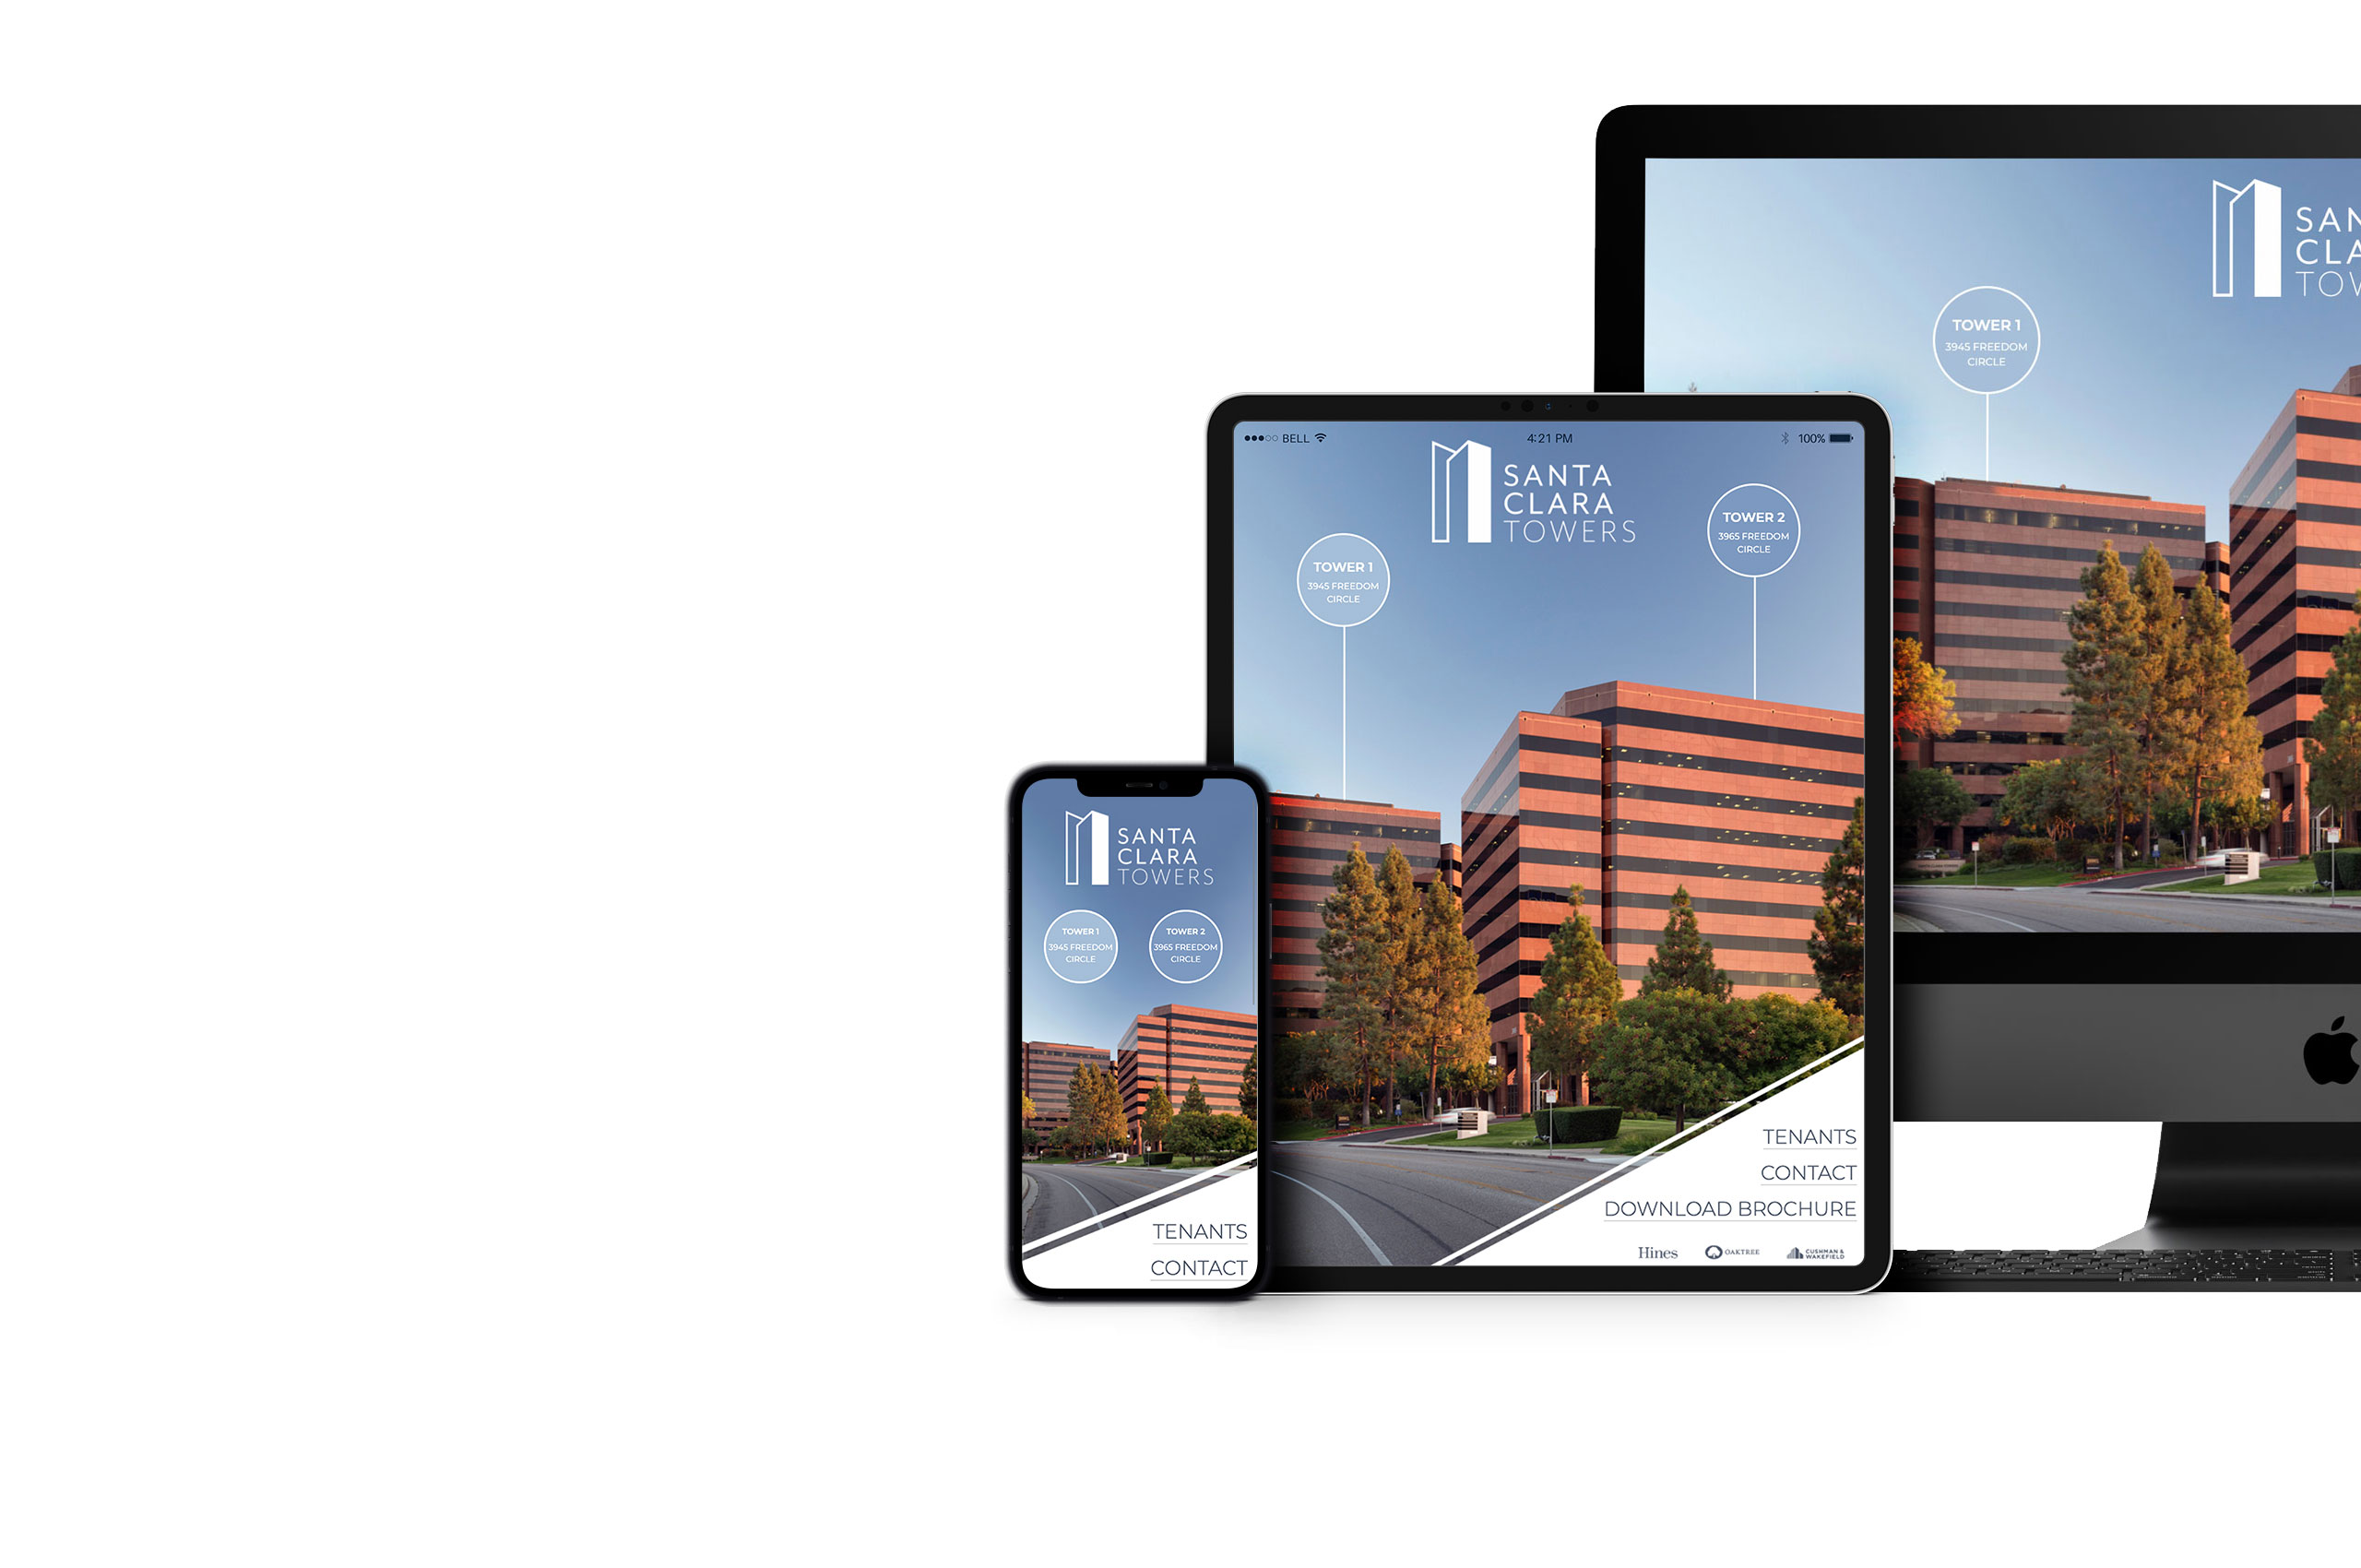 SANTA
CLARA
TOWERS
TOWER 1
3945 FREEDOM
CIRCLE
TOWER 2
3965 FREEDOM
CIRCLE
TENANTS
CONTACT
BELL
4:21 PM
100%
SANTA
CLARA
TOWERS
TOWER 1
3945 FREEDOM
CIRCLE
TOWER 2
3965 FREEDOM
CIRCLE
TENANTS
CONTACT
DOWNLOAD BROCHURE
Hines
OAKTREE
CUSHMAN &
WAKEFIELD
SAN
CLA
TOW
TOWER 1
3945 FREEDOM
CIRCLE